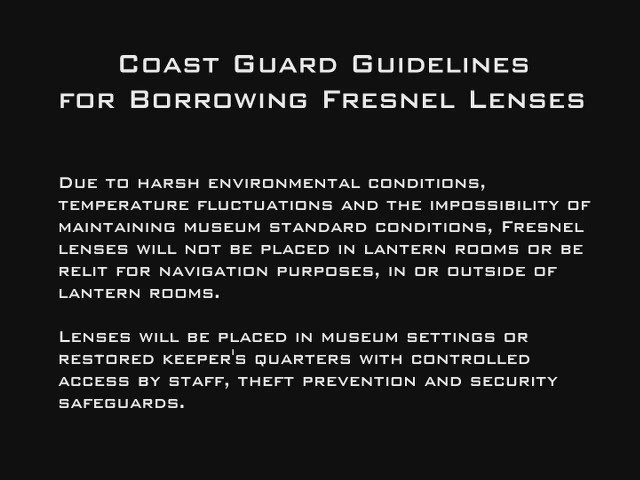 Coast Guard Guidelines
for Borrowing Fresnel Lenses
Due to harsh environmental conditions,
temperature fluctuations and the impossibility of
maintaining museum standard conditions, Fresnel
lenses will not be placed in lantern rooms or be
relit for navigation purposes, in or outside of
lantern rooms.
Lenses will be placed in museum settings or
restored keeper's quarters with controlled
access by staff, theft prevention and security
safeguards.